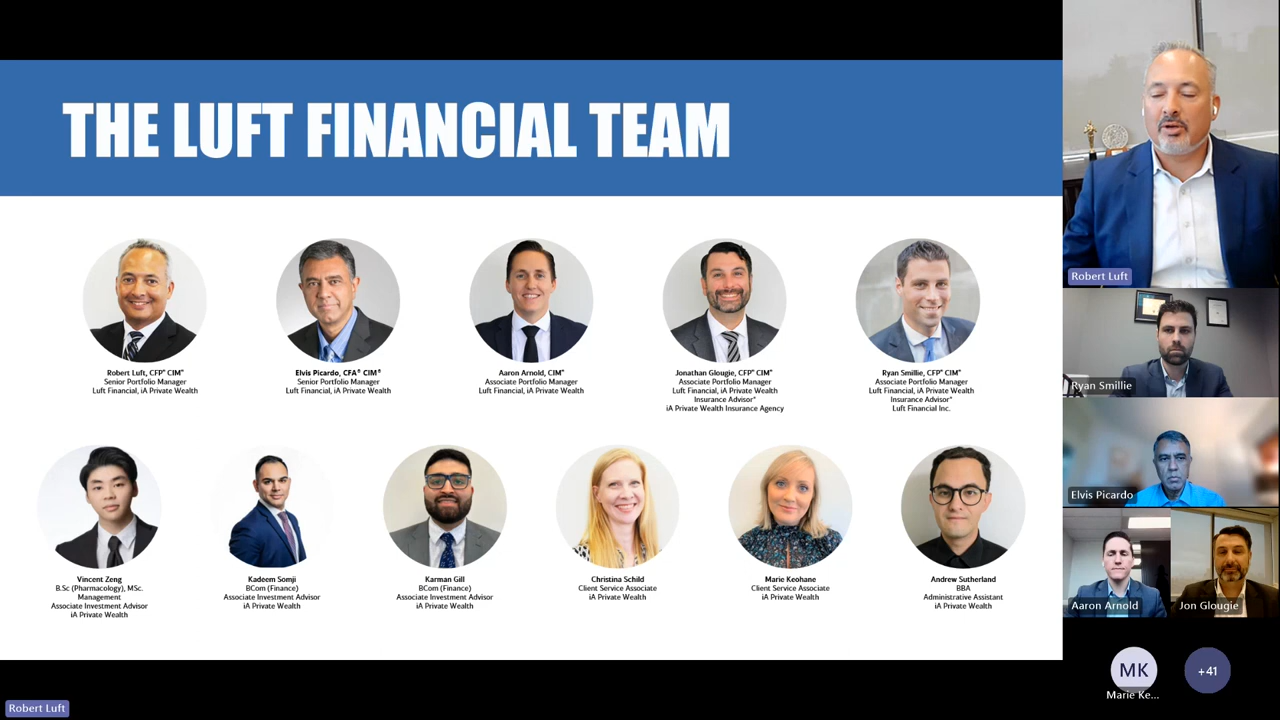 THE LUFT FINANCIAL TEAM
Robert Luft, CFP® CIM®
Senior Portfolio Manager
Luft Financial, iA Private Wealth
Elvis Picardo, CFA® CIM®
Senior Portfolio Manager
Luft Financial, iA Private Wealth
Aaron Arnold, CIM®
Associate Portfolio Manager
Luft Financial, iA Private Wealth
Jonathan Glougie, CFP® CIM®
Associate Portfolio Manager
Luft Financial, iA Private Wealth
Insurance Advisor*
iA Private Wealth Insurance Agency
Ryan Smillie, CFP® CIM®
Associate Portfolio Manager
Luft Financial, iA Private Wealth
Insurance Advisor*
Luft Financial Inc.
Vincent Zeng
B.Sc (Pharmacology), MSc.
Management
Associate Investment Advisor
iA Private Wealth
Kadeem Somji
BCom (Finance)
Associate Investment Advisor
iA Private Wealth
Karman Gill
BCom (Finance)
Associate Investment Advisor
iA Private Wealth
Christina Schild
Client Service Associate
iA Private Wealth
Marie Keohane
Client Service Associate
iA Private Wealth
Andrew Sutherland
BBA
Administrative Assistant
iA Private Wealth
Robert Luft
Ryan Smillie
Elvis Picardo
Aaron Arnold
Jon Glougie
MK
Marie Ke...
+41
Robert Luft